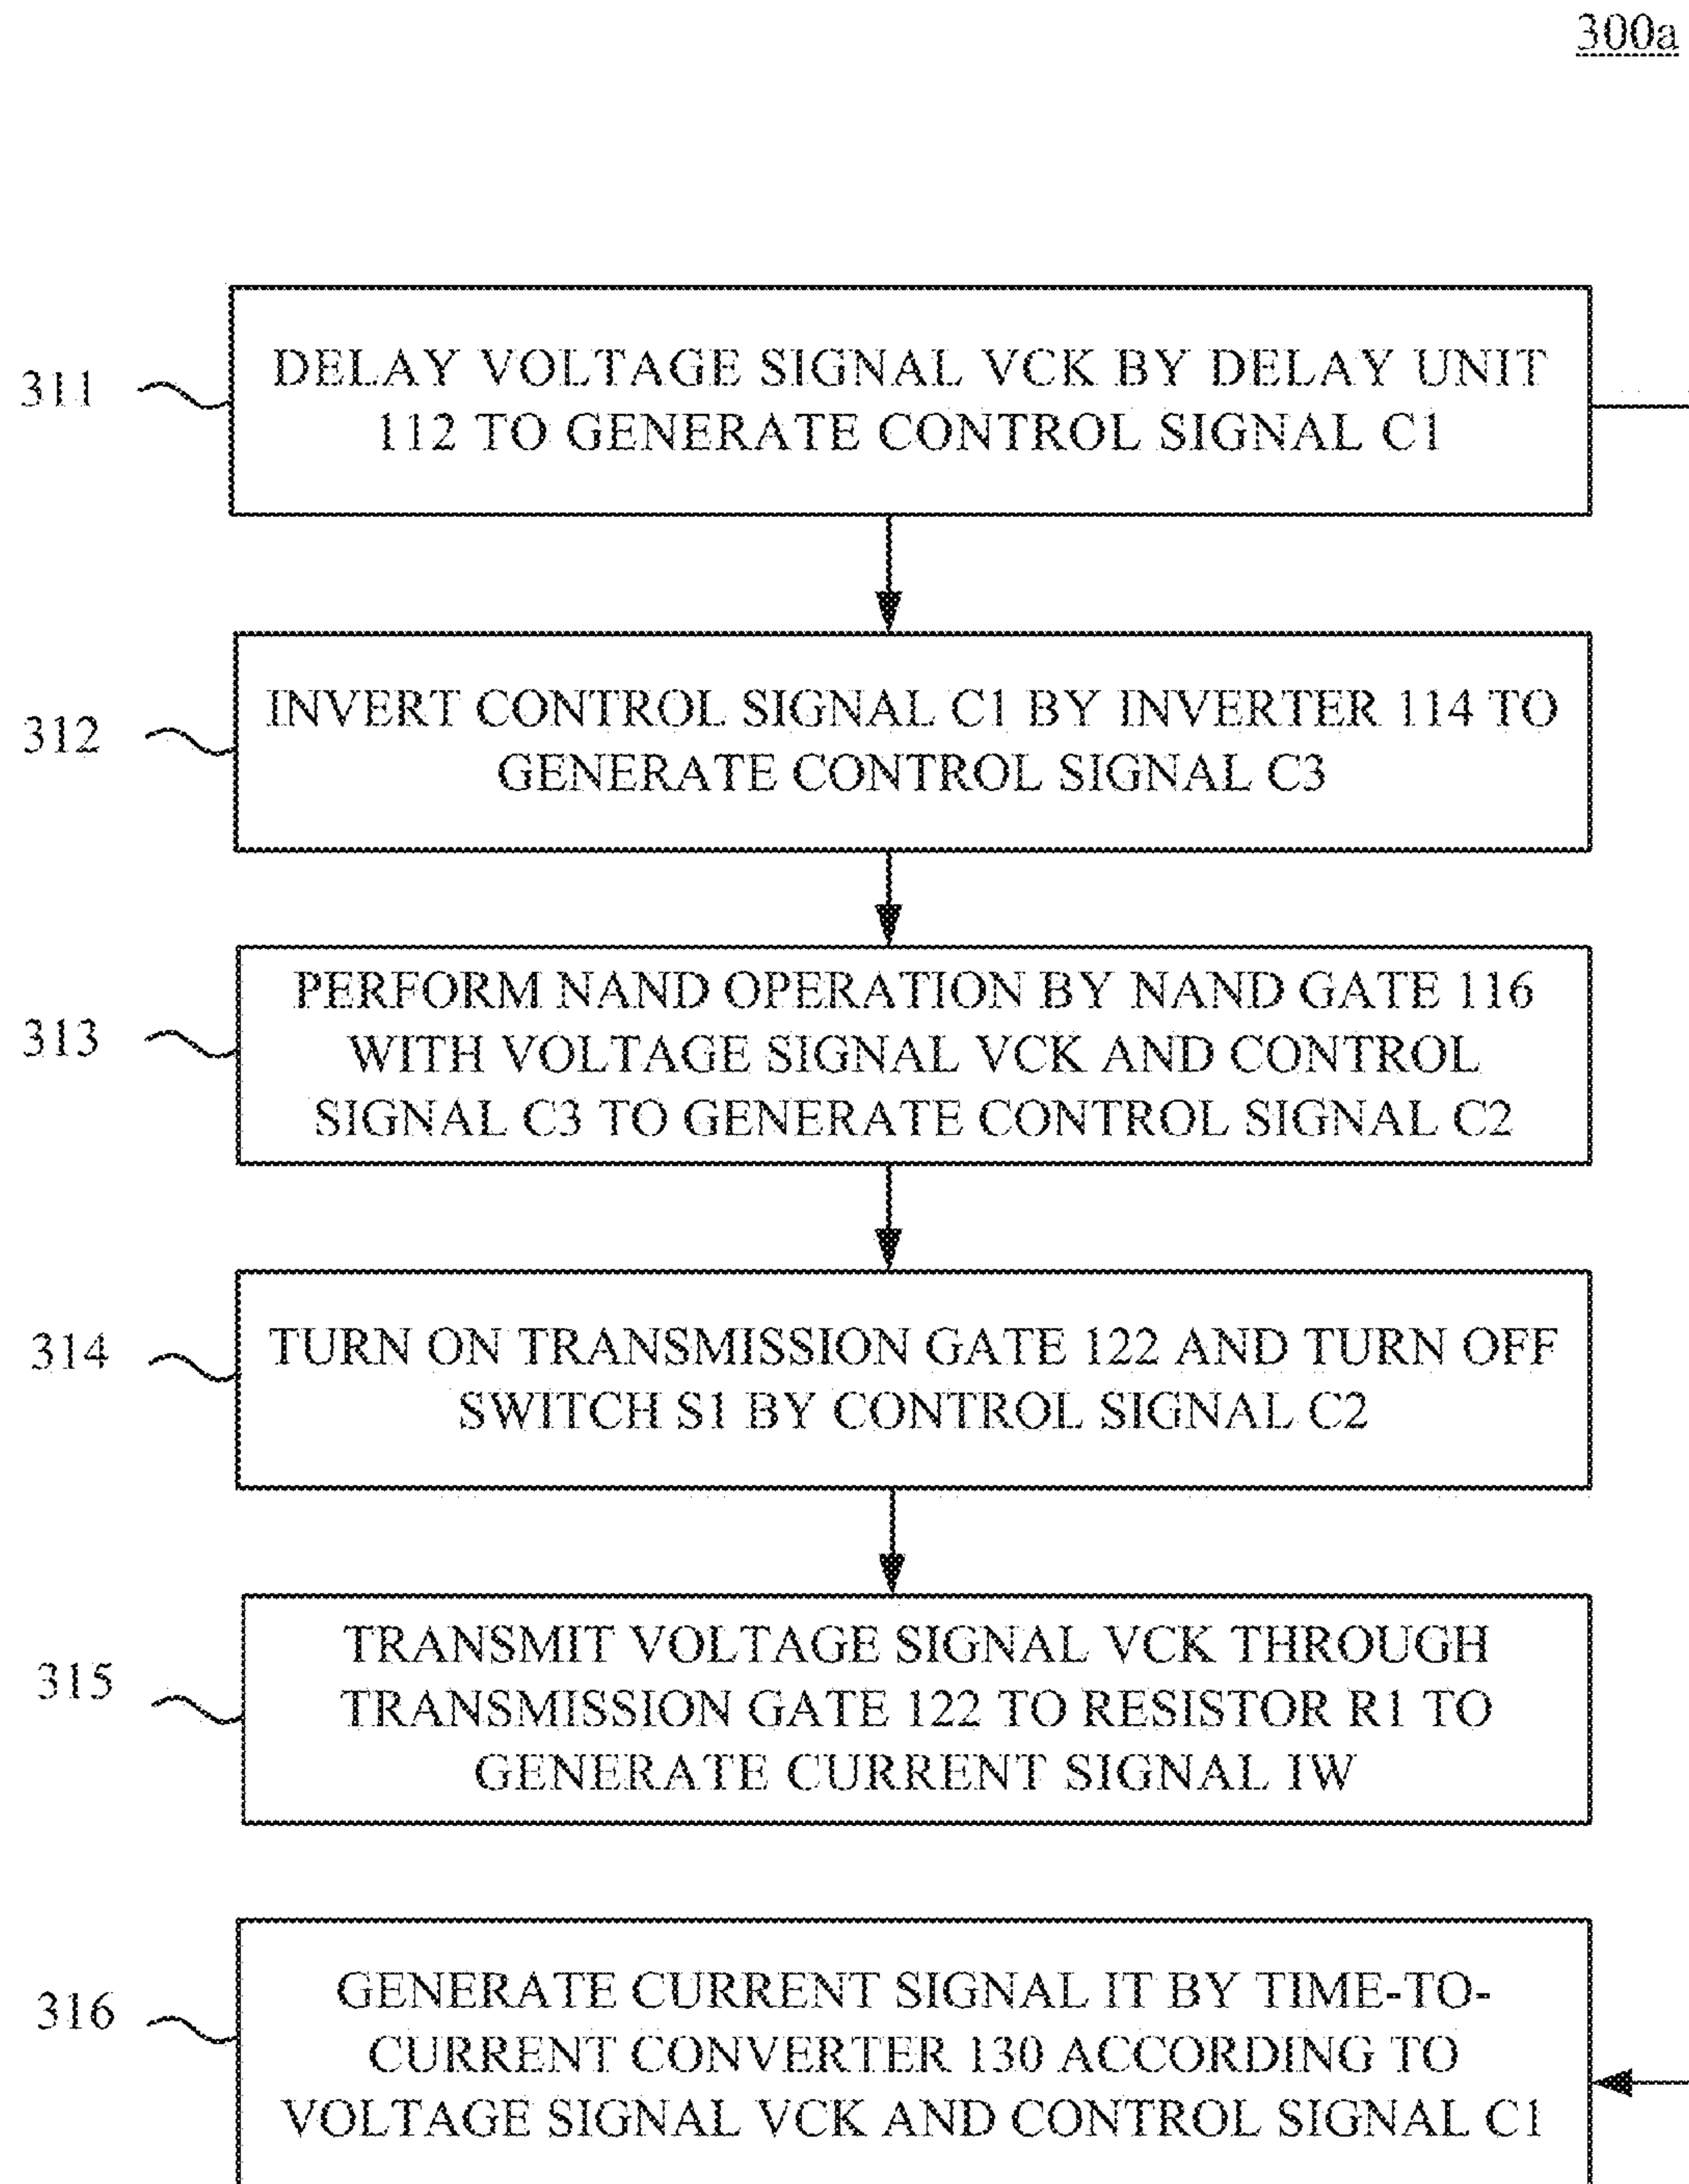 300a
311
DELAY VOLTAGE SIGNAL VCK BY DELAY UNIT
112 TO GENERATE CONTROL SIGNAL C1
312
INVERT CONTROL SIGNAL C1 BY INVERTER 114 TO
GENERATE CONTROL SIGNAL C3
313
PERFORM NAND OPERATION BY NAND GATE 116
WITH VOLTAGE SIGNAL VCK AND CONTROL
SIGNAL C3 TO GENERATE CONTROL SIGNAL C2
314
TURN ON TRANSMISSION GATE 122 AND TURN OFF
SWITCH S1 BY CONTROL SIGNAL C2
315
TRANSMIT VOLTAGE SIGNAL VCK THROUGH
TRANSMISSION GATE 122 TO RESISTOR R1 TO
GENERATE CURRENT SIGNAL IW
316
GENERATE CURRENT SIGNAL IT BY TIME-TO-
CURRENT CONVERTER 130 ACCORDING TO
VOLTAGE SIGNAL VCK AND CONTROL SIGNAL C1